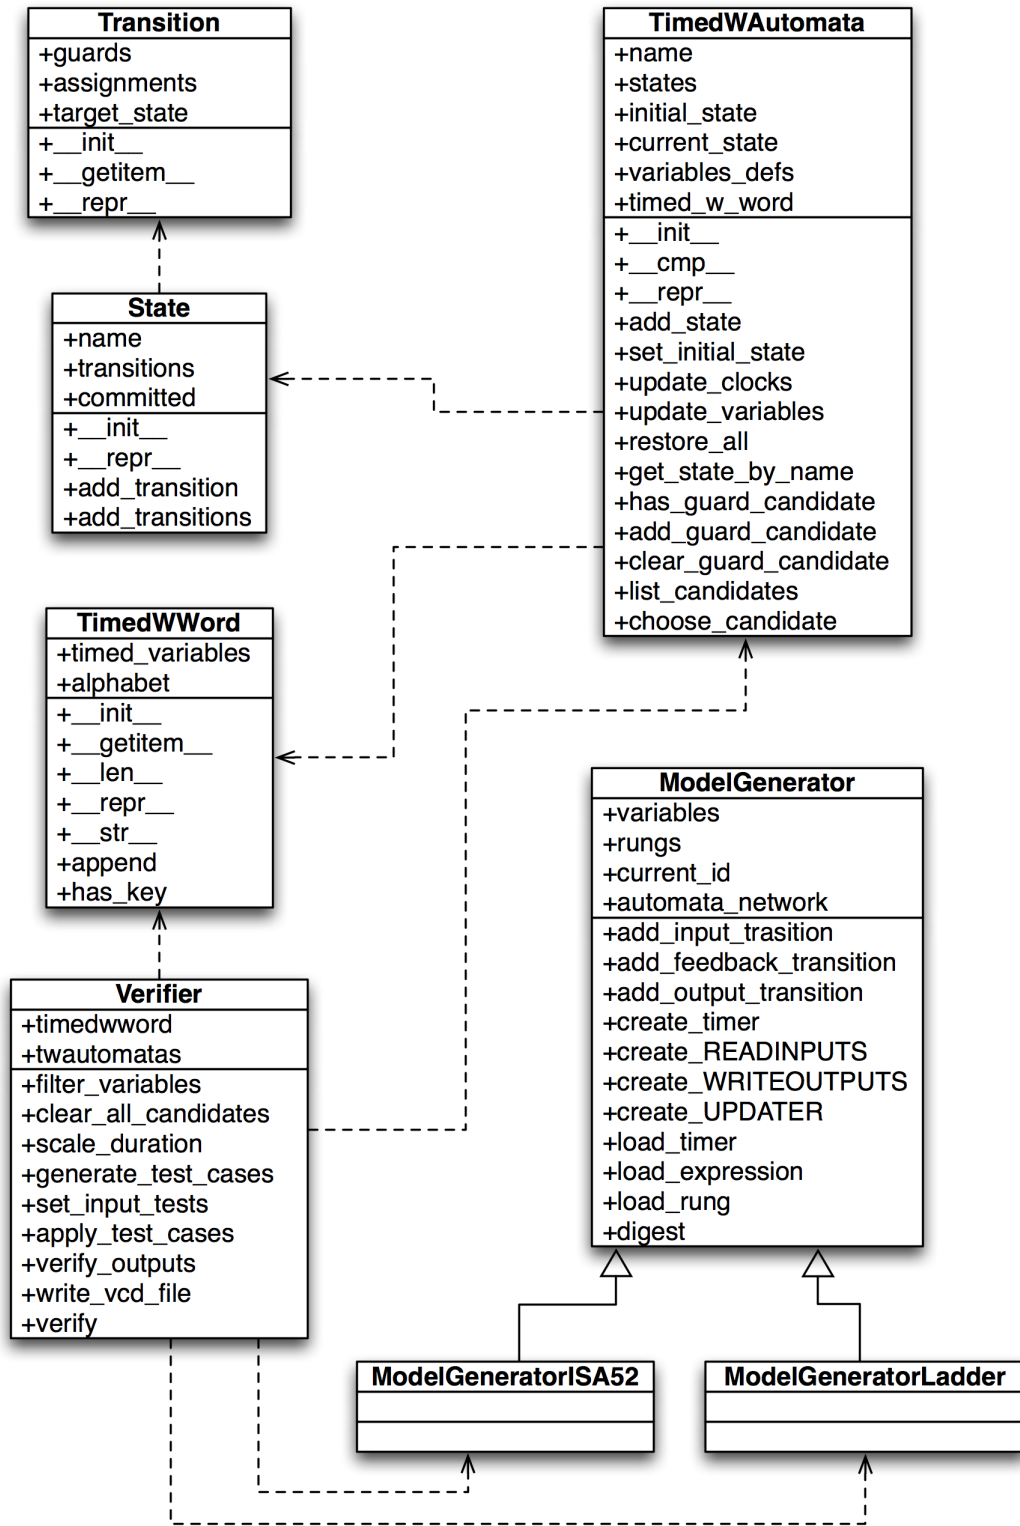 Transition
+guards
+assignments
+target_state
+__init__
+__getitem__
+__repr__
TimedWAutomata
+name
+states
+initial_state
+current_state
+variables_defs
+timed_w_word
+__init__
+__cmp__
+__repr__
+add_state
+set_initial_state
+update_clocks
+update_variables
+restore_all
+get_state_by_name
+has_guard_candidate
+add_guard_candidate
+clear_guard_candidate
+list_candidates
+choose_candidate
State
+name
+transitions
+committed
+__init__
+__repr__
+add_transition
+add_transitions
TimedWWord
+timed_variables
+alphabet
+__init__
+__getitem__
+__len__
+__repr__
+__str__
+append
+has_key
ModelGenerator
+variables
+rungs
+current_id
+automata_network
+add_input_trasition
+add_feedback_transition
+add_output_transition
+create_timer
+create_READINPUTS
+create_WRITEOUTPUTS
+create_UPDATER
+load_timer
+load_expression
+load_rung
+digest
Verifier
+timedwword
+twautomatas
+filter_variables
+clear_all_candidates
+scale_duration
+generate_test_cases
+set_input_tests
+apply_test_cases
+verify_outputs
+write_vcd_file
+verify
ModelGeneratorISA52
ModelGeneratorLadder